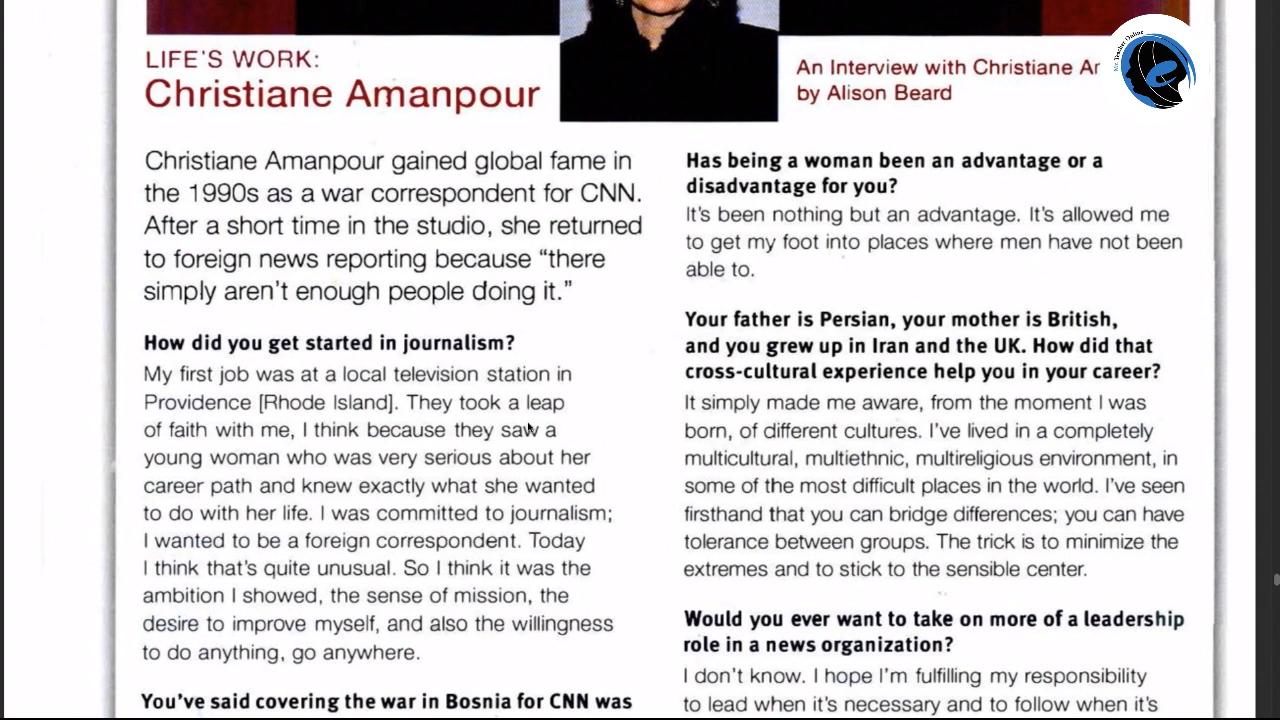 LIFE'S WORK:
Christiane Amanpour
An Interview with Christiane Ar
by Alison Beard
Christiane Amanpour gained global fame in
the 1990s as a war correspondent for CNN.
After a short time in the studio, she returned
to foreign news reporting because “there
simply aren't enough people doing it.”
How did you get started in journalism?
My first job was at a local television station in
Providence [Rhode Island]. They took a leap
of faith with me, I think because they saw a
young woman who was very serious about her
career path and knew exactly what she wanted
to do with her life. I was committed to journalism;
I wanted to be a foreign correspondent. Today
I think that's quite unusual. So I think it was the
ambition I showed, the sense of mission, the
desire to improve myself, and also the willingness
to do anything, go anywhere.
You've said covering the war in Bosnia for CNN was
Has being a woman been an advantage or a
disadvantage for you?
It's been nothing but an advantage. It's allowed me
to get my foot into places where men have not been
able to.
Your father is Persian, your mother is British,
and you grew up in Iran and the UK. How did that
cross-cultural experience help you in your career?
It simply made me aware, from the moment I was
born, of different cultures. I've lived in a completely
multicultural, multiethnic, multireligious environment, in
some of the most difficult places in the world. I've seen
firsthand that you can bridge differences; you can have
tolerance between groups. The trick is to minimize the
extremes and to stick to the sensible center.
Would you ever want to take on more of a leadership
role in a news organization?
I don't know. I hope I'm fulfilling my responsibility
to lead when it's necessary and to follow when it's